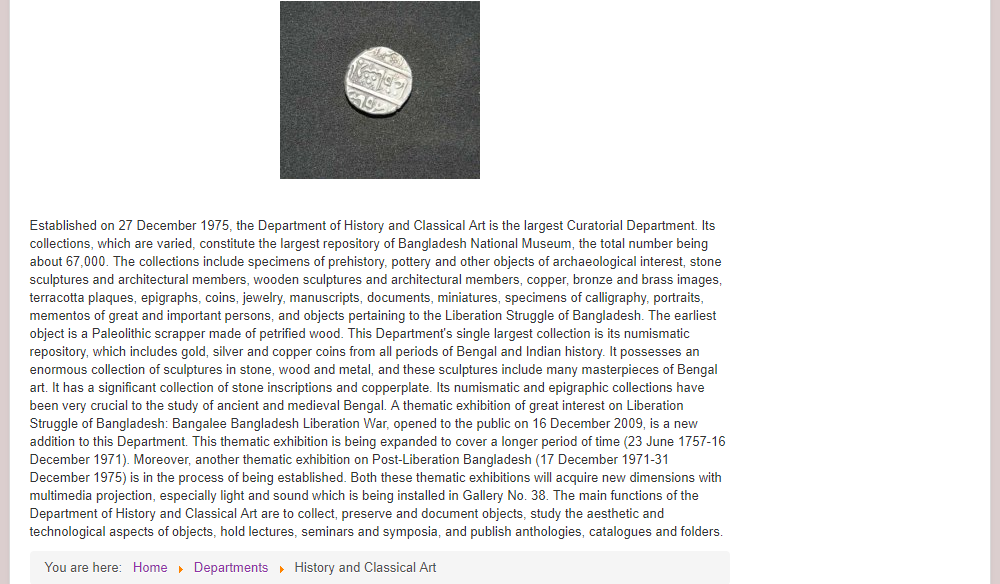 Established on 27 December 1975, the Department of History and Classical Art is the largest Curatorial Department. Its
collections, which are varied, constitute the largest repository of Bangladesh National Museum, the total number being
about 67,000. The collections include specimens of prehistory, pottery and other objects of archaeological interest, stone
sculptures and architectural members, wooden sculptures and architectural members, copper, bronze and brass images,
terracotta plaques, epigraphs, coins, jewelry, manuscripts, documents, miniatures, specimens of calligraphy, portraits,
mementos of great and important persons, and objects pertaining to the Liberation Struggle of Bangladesh. The earliest
object is a Paleolithic scrapper made of petrified wood. This Department's single largest collection is its numismatic
repository, which includes gold, silver and copper coins from all periods of Bengal and Indian history. It possesses an
enormous collection of sculptures in stone, wood and metal, and these sculptures include many masterpieces of Bengal
art. It has a significant collection of stone inscriptions and copperplate. Its numismatic and epigraphic collections have
been very crucial to the study of ancient and medieval Bengal. A thematic exhibition of great interest on Liberation
Struggle of Bangladesh: Bangalee Bangladesh Liberation War, opened to the public on 16 December 2009, is a new
addition to this Department. This thematic exhibition is being expanded to cover a longer period of time (23 June 1757-16
December 1971). Moreover, another thematic exhibition on Post-Liberation Bangladesh (17 December 1971-31
December 1975) is in the process of being established. Both these thematic exhibitions will acquire new dimensions with
multimedia projection, especially light and sound which is being installed in Gallery No. 38. The main functions of the
Department of History and Classical Art are to collect, preserve and document objects, study the aesthetic and
technological aspects of objects, hold lectures, seminars and symposia, and publish anthologies, catalogues and folders.
You are here: Home Departments History and Classical Art